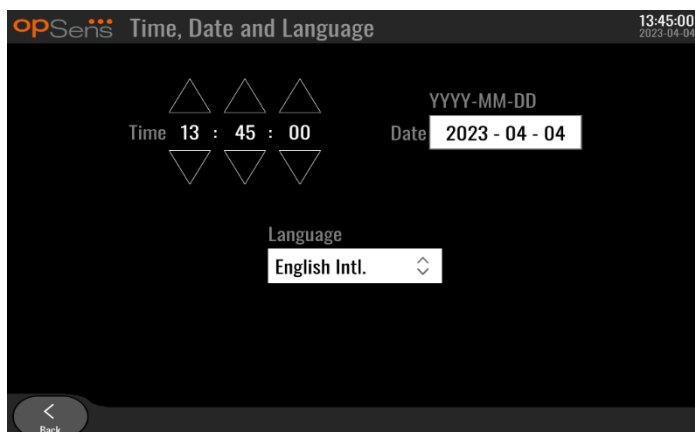 opSens Time, Date and Language
13:45:00
2023-04-04
YYYY-MM-DD
Time 13 : 45 : 00
Date 2023 - 04 - 04
Language
English Intl.
Back